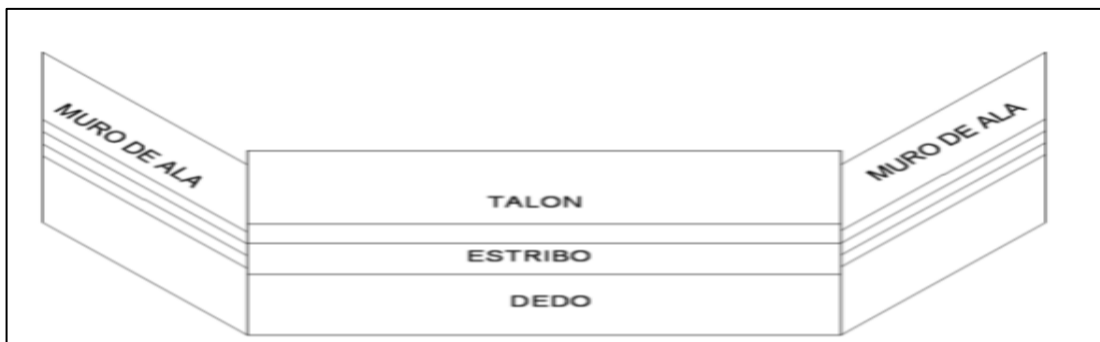 MURO DE ALA
MURO DE ALA
TALON
ESTRIBO
DEDO